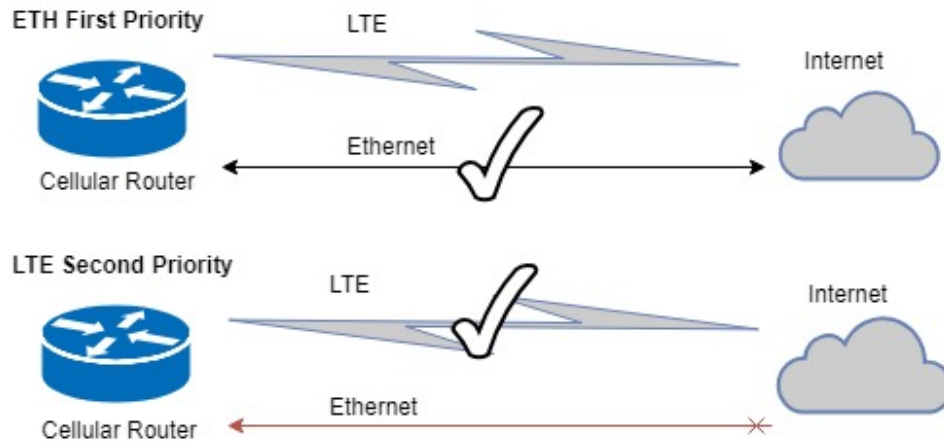 ETH First Priority
LTE
Internet
Ethernet
Cellular Router
LTE Second Priority
LTE
Internet
Ethernet
Cellular Router